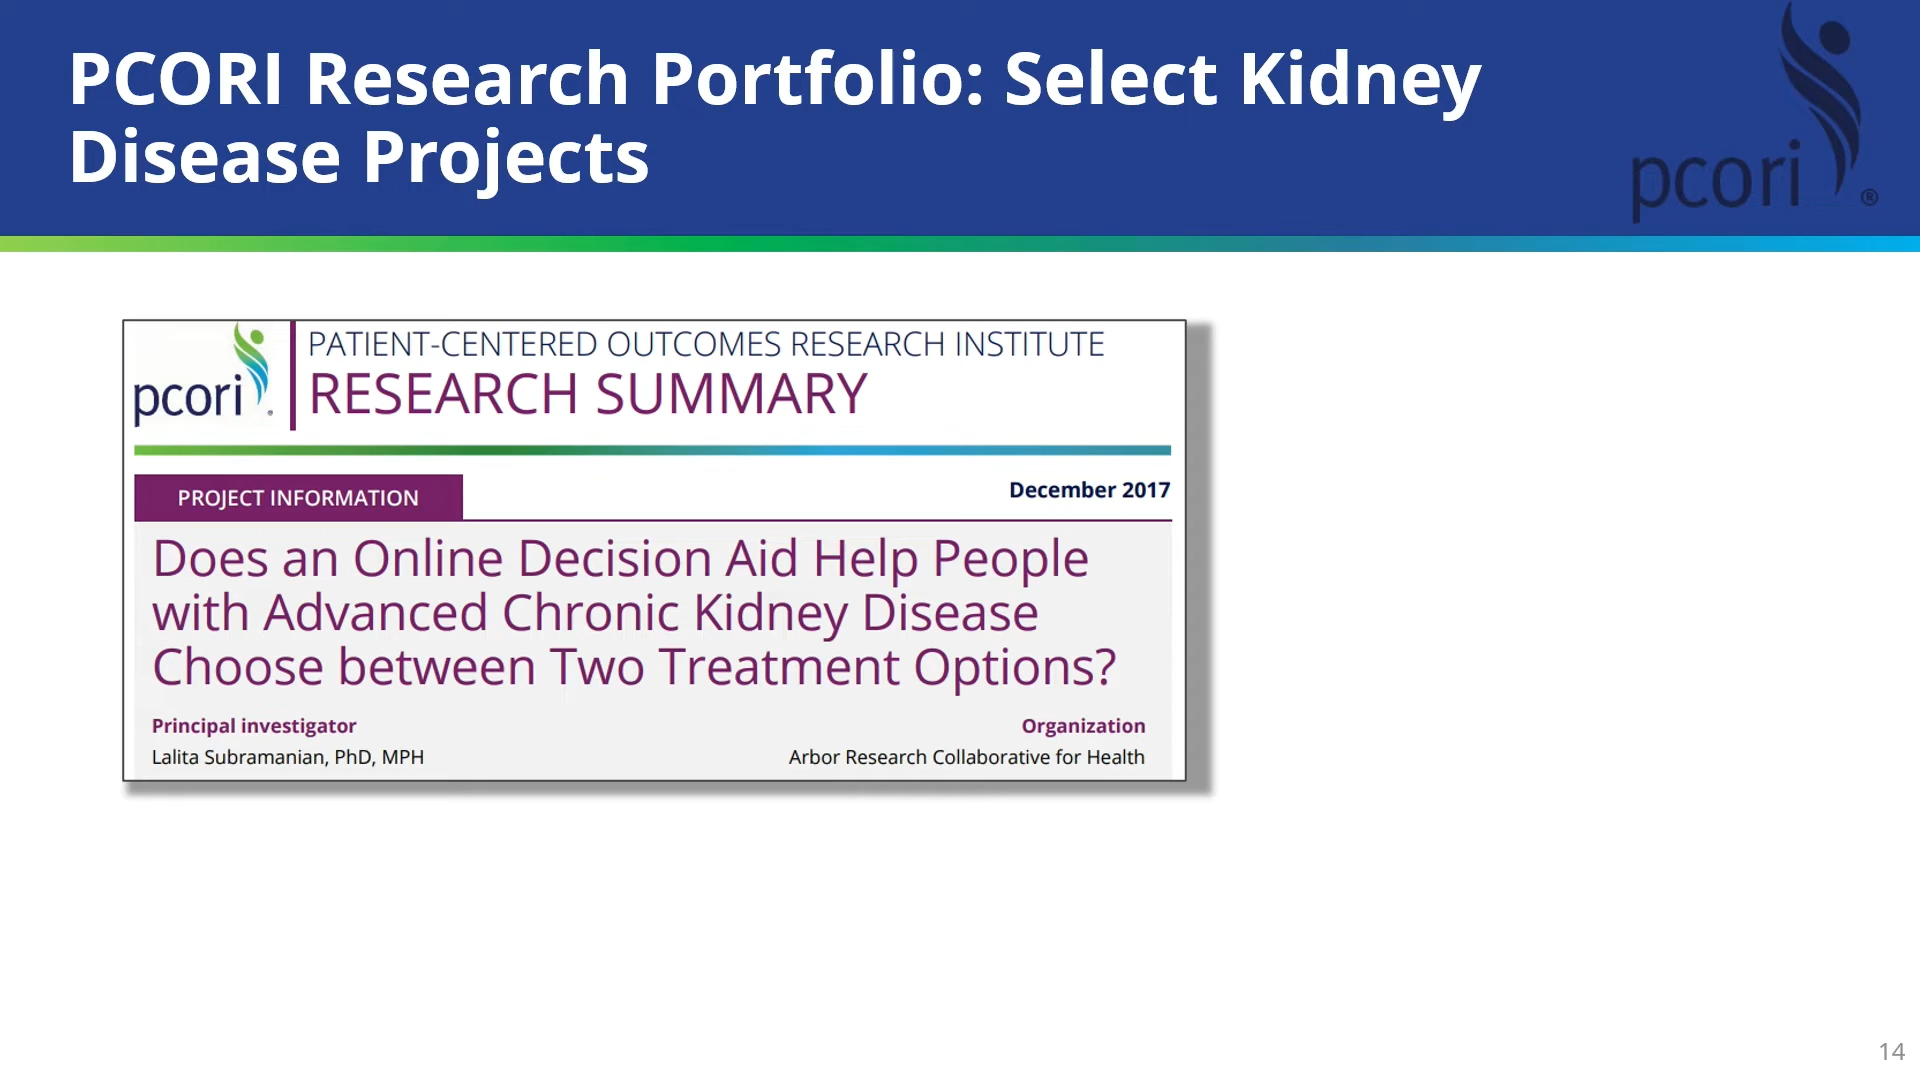 PCORI Research Portfolio: Select Kidney
Disease Projects
pcori®
PATIENT-CENTERED OUTCOMES RESEARCH INSTITUTE
pcori®
RESEARCH SUMMARY
PROJECT INFORMATION
December 2017
Does an Online Decision Aid Help People
with Advanced Chronic Kidney Disease
Choose between Two Treatment Options?
Principal investigator
Organization
Lalita Subramanian, PhD, MPH
Arbor Research Collaborative for Health
14